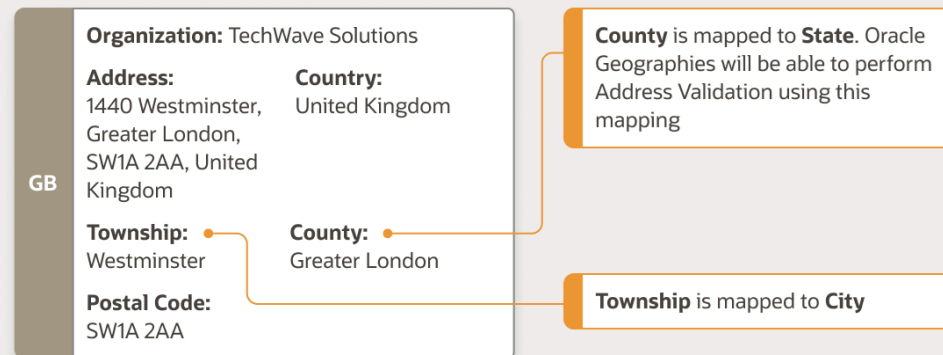 GB
Organization: TechWave Solutions
Address:
1440 Westminster,
Greater London,
SW1A 2AA, United
Kingdom
Country:
United Kingdom
Township:
Westminster
County:
Greater London
Postal Code:
SW1A 2AA
County is mapped to State. Oracle
Geographies will be able to perform
Address Validation using this
mapping
Township is mapped to City